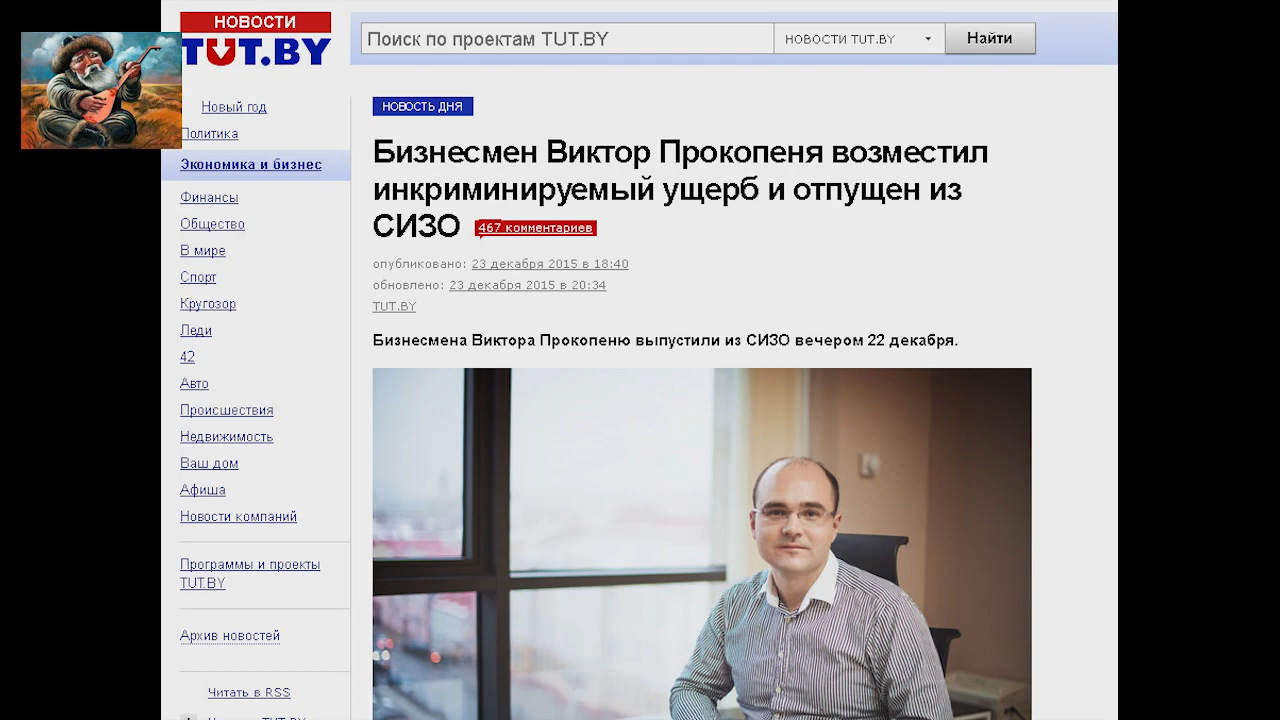 НОВОСТИ
TUT.BY
Поиск по проектам TUT.BY
НОВОСТИ TUT.BY
Найти
Новый год
Политика
Экономика и бизнес
Финансы
Общество
В мире
Спорт
Кругозор
Леди
42
Авто
Происшествия
Недвижимость
Ваш дом
Афиша
Новости компаний
Программы и проекты
TUT.BY
Архив новостей
Читать в RSS
НОВОСТЬ ДНЯ
Бизнесмен Виктор Прокопеня возместил
инкриминируемый ущерб и отпущен из
СИЗО 467 комментариев
опубликовано: 23 декабря 2015 в 18:40
обновлено: 23 декабря 2015 в 20:34
TUT.BY
Бизнесмена Виктора Прокопеню выпустили из СИЗО вечером 22 декабря.